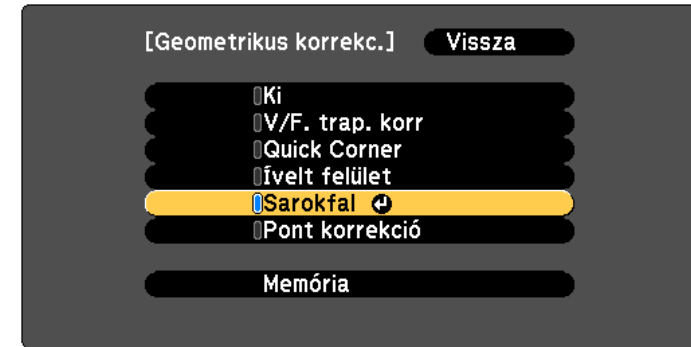 [Geometrikus korrekc.] Vissza
Ki
V/F. trap. korr
Quick Corner
Ívelt felület
Sarokfal
Pont korrekció
Memória